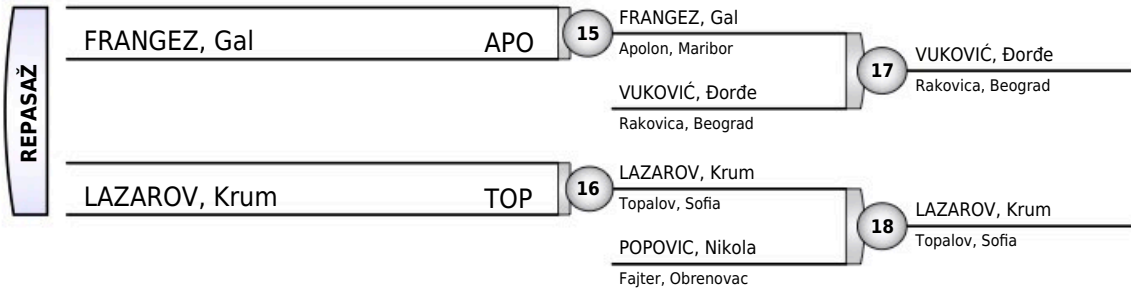 REPASAŽ
FRANGEZ, Gal APO
15
FRANGEZ, Gal
Apolon, Maribor
VUKOVIĆ, Đorđe
Rakovica, Beograd
17
VUKOVIĆ, Đorđe
Rakovica, Beograd
LAZAROV, Krum TOP
16
LAZAROV, Krum
Topalov, Sofia
POPOVIC, Nikola
Fajter, Obrenovac
18
LAZAROV, Krum
Topalov, Sofia